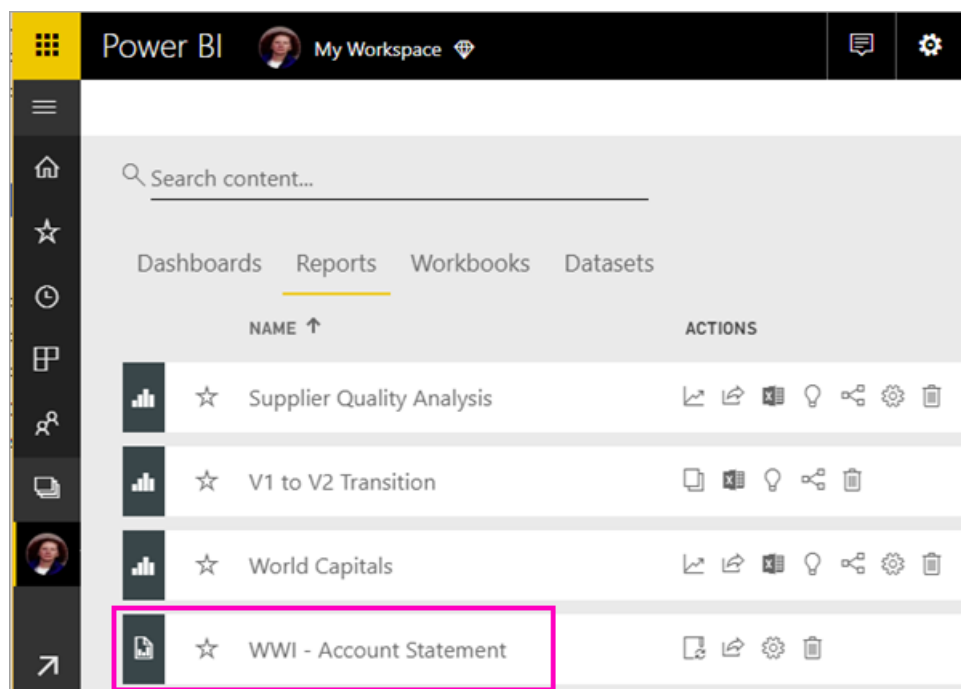 Power BI My Workspace
Search content...
Dashboards Reports Workbooks Datasets
NAME ↑ ACTIONS
Supplier Quality Analysis
V1 to V2 Transition
World Capitals
WWI - Account Statement